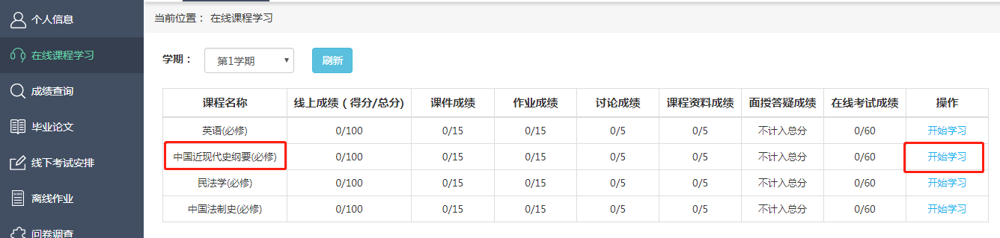 个人信息
在线课程学习
成绩查询
毕业论文
线下考试安排
离线作业
问卷调查
当前位置： 在线课程学习
学期： 第1学期 刷新
课程名称 线上成绩（得分/总分) 课件成绩 作业成绩 讨论成绩 课程资料成绩 面授答疑成绩 在线考试成绩 操作
英语(必修) 0/100 0/15 0/15 0/5 0/5 不计入总分 0/60 开始学习
中国近现代史纲要(必修) 0/100 0/15 0/15 0/5 0/5 不计入总分 0/60 开始学习
民法学(必修) 0/100 0/15 0/15 0/5 0/5 不计入总分 0/60 开始学习
中国法制史(必修) 0/100 0/15 0/15 0/5 0/5 不计入总分 0/60 开始学习